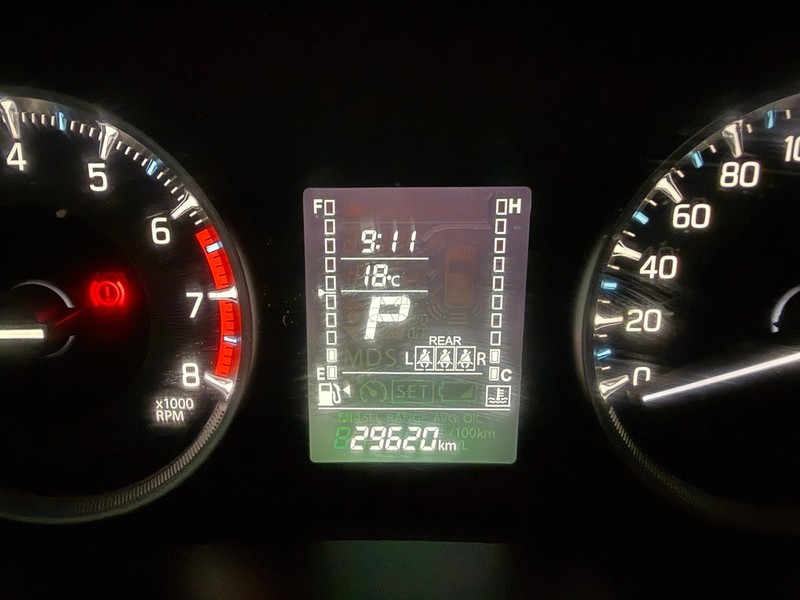 4
5
6
7
8
x1000
RPM
F
H
9:11
18°C
P
REAR
L
R
MDS
E
C
SET
29620km
/100km
/L
0
20
40
60
80